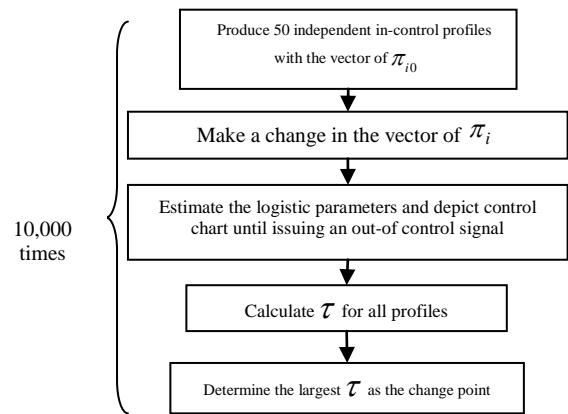 Produce 50 independent in-control profiles
with the vector of π_{i0}
Make a change in the vector of π_i
Estimate the logistic parameters and depict control
chart until issuing an out-of control signal
10,000
times
Calculate τ for all profiles
Determine the largest τ as the change point